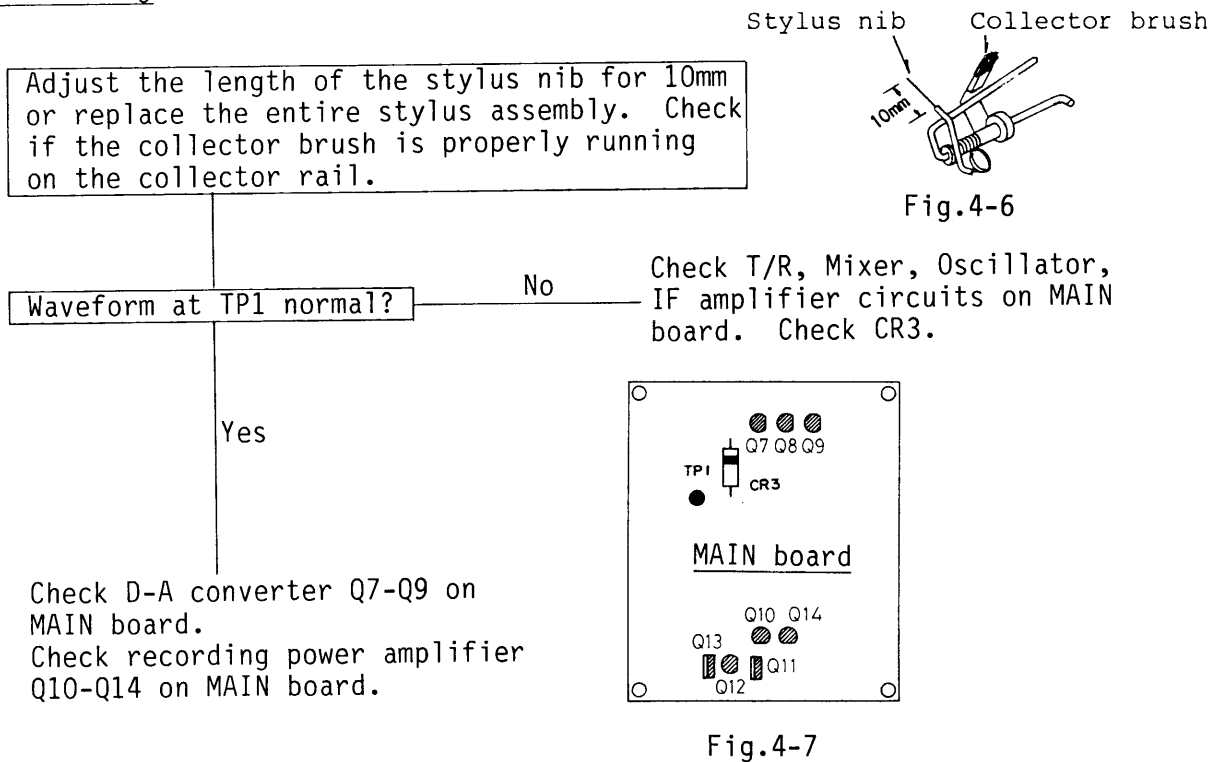 Stylus nib Collector brush
Adjust the length of the stylus nib for 10mm
or replace the entire stylus assembly. Check
if the collector brush is properly running
on the collector rail.
10mm
Fig.4-6
Waveform at TP1 normal?
No
Check T/R, Mixer, Oscillator,
IF amplifier circuits on MAIN
board. Check CR3.
Yes
Q7 Q8 Q9
TP1
CR3
MAIN board
Q10 Q14
Q13
Q11
Q12
Check D-A converter Q7-Q9 on
MAIN board.
Check recording power amplifier
Q10-Q14 on MAIN board.
Fig.4-7